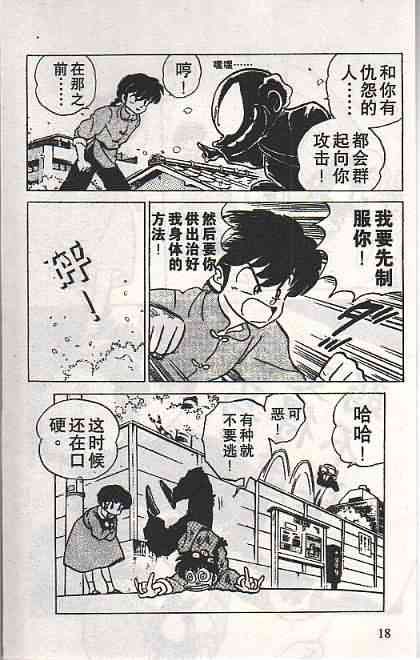 和你有
仇怨的
人……
都会群
起向你
攻击！
嘿嘿……
哼！
在那之
前……
我要先制
服你！
然后要你
供出治好
我身体的
方法！
哈哈！
可
恶！
有种就
不要逃！
这时候
还在口
硬。
18